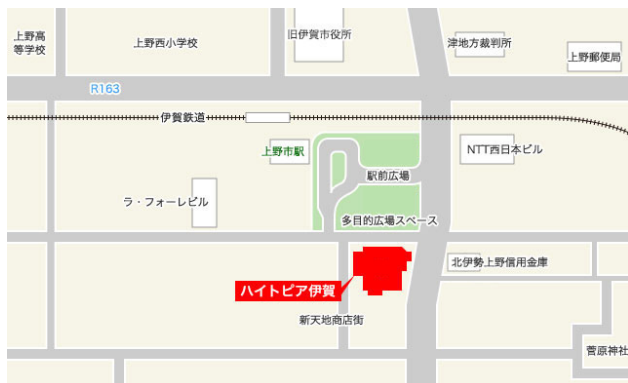 上野高
等学校
上野西小学校
旧伊賀市役所
津地方裁判所
上野郵便局
R163
伊賀鉄道
上野市駅
NTT西日本ビル
駅前広場
ラ・フォーレビル
多目的広場スペース
北伊勢上野信用金庫
ハイトピア伊賀
新天地商店街
菅原神社